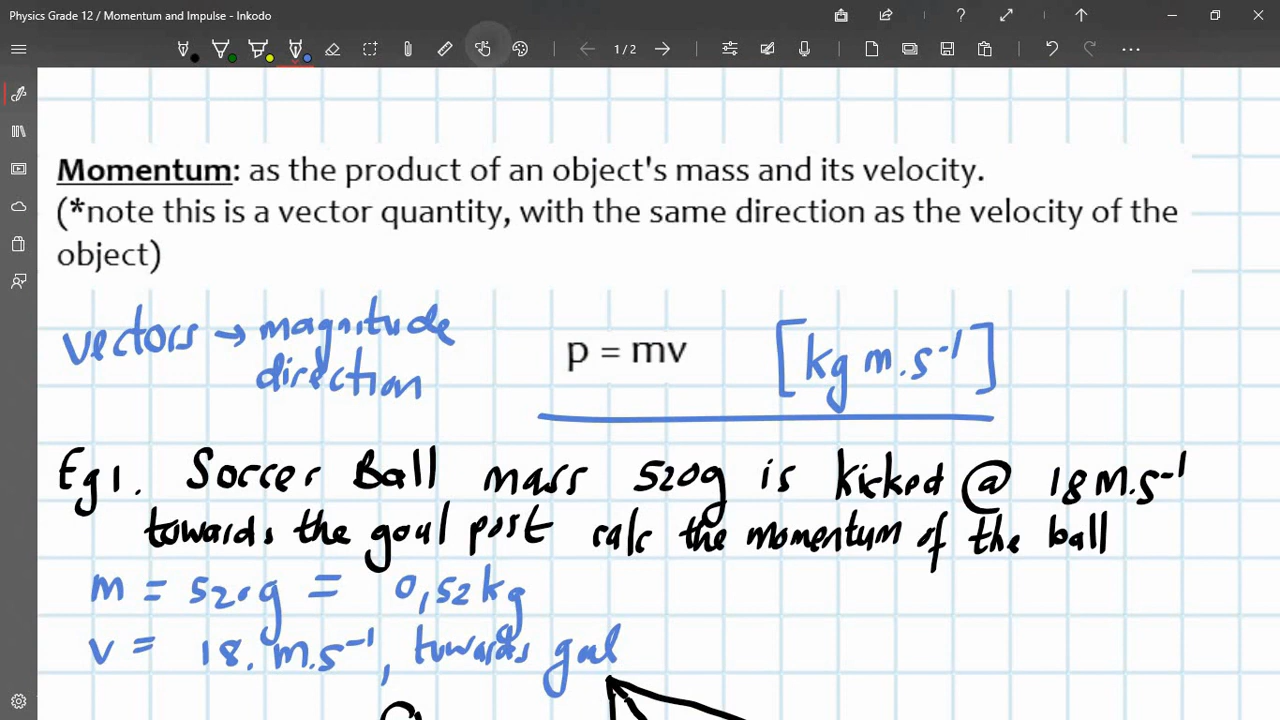 Physics Grade 12 / Momentum and Impulse - Inkodo
1/2
Momentum: as the product of an object's mass and its velocity.
(*note this is a vector quantity, with the same direction as the velocity of the
object)
vectors → magnitude
direction
p = mv [kg m.s⁻¹]
Eg1. Soccer Ball mass 520g is kicked @ 18 m.s⁻¹
towards the goal post calc the momentum of the ball
m = 520g = 0,52kg
v = 18. m.s⁻¹, towards goal